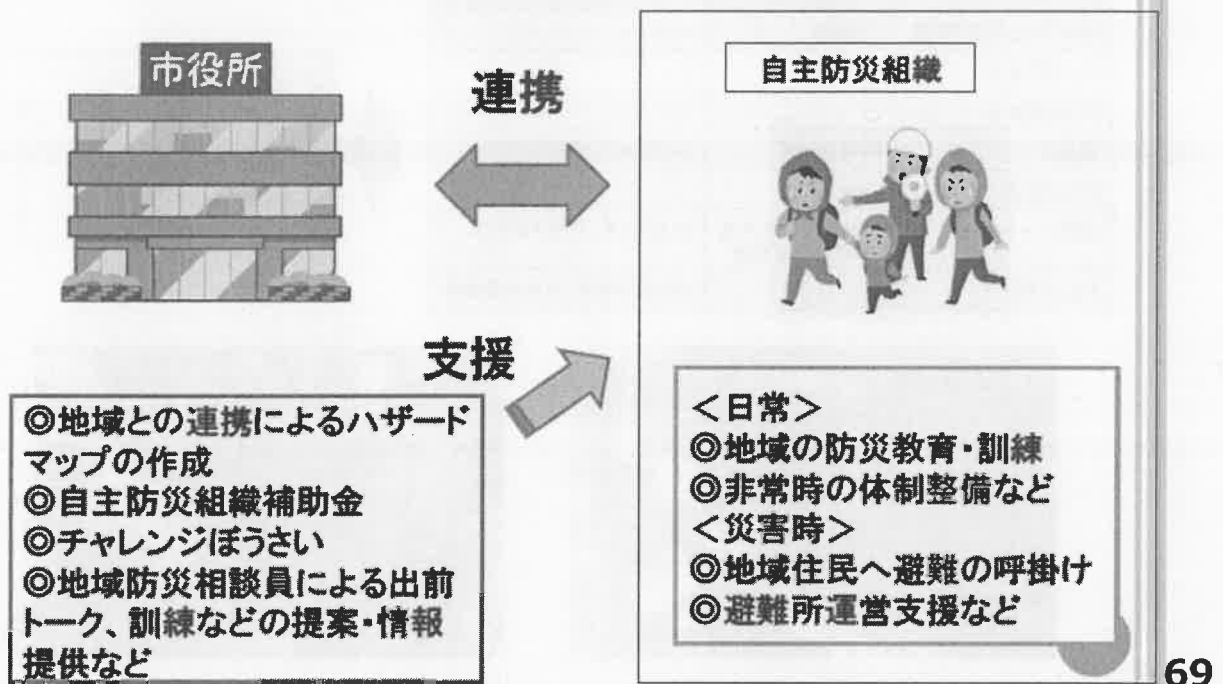 市役所
連携
自主防災組織
支援
◎地域との連携によるハザード
マップの作成
◎自主防災組織補助金
◎チャレンジぼうさい
◎地域防災相談員による出前
トーク、訓練などの提案・情報
提供など
＜日常＞
◎地域の防災教育・訓練
◎非常時の体制整備など
＜災害時＞
◎地域住民へ避難の呼掛け
◎避難所運営支援など
69